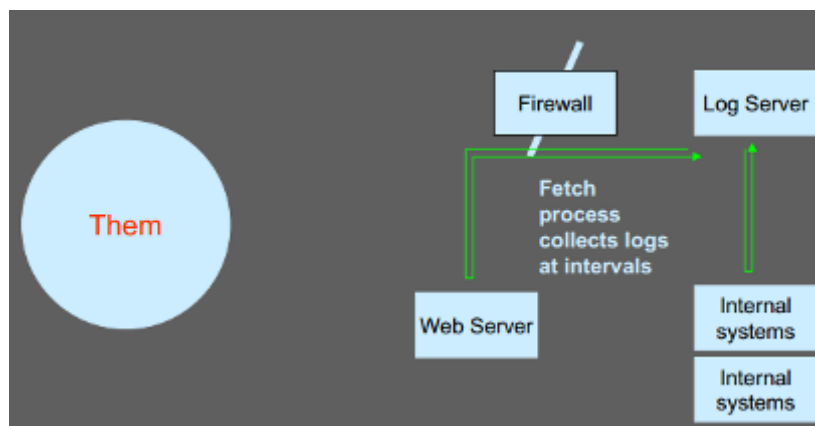 Firewall
Log Server
Them
Fetch
process
collects logs
at intervals
Web Server
Internal
systems
Internal
systems